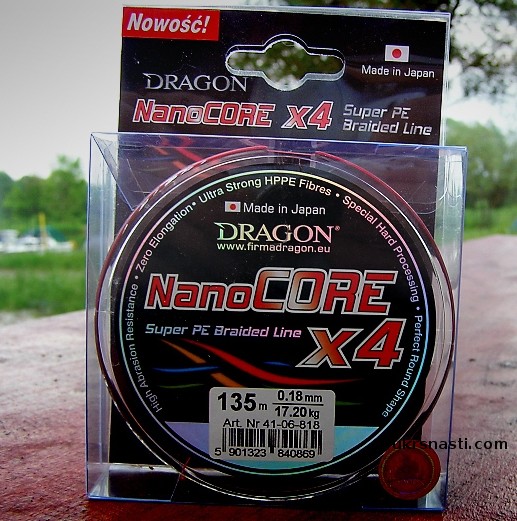 Nowość!
Made in Japan
DRAGON
NanoCORE x4
Super PE
Braided Line
High Abrasion Resistance • Zero Elongation • Ultra Strong HPPE Fibres • Special Hard Processing • Perfect Round Shape
Made in Japan
DRAGON®
www.firmadragon.eu
NanoCORE
Super PE Braided Line
x4
135m
0.18mm
17.20kg
Art. Nr 41-06-818
5 901323 840869
snasti.com